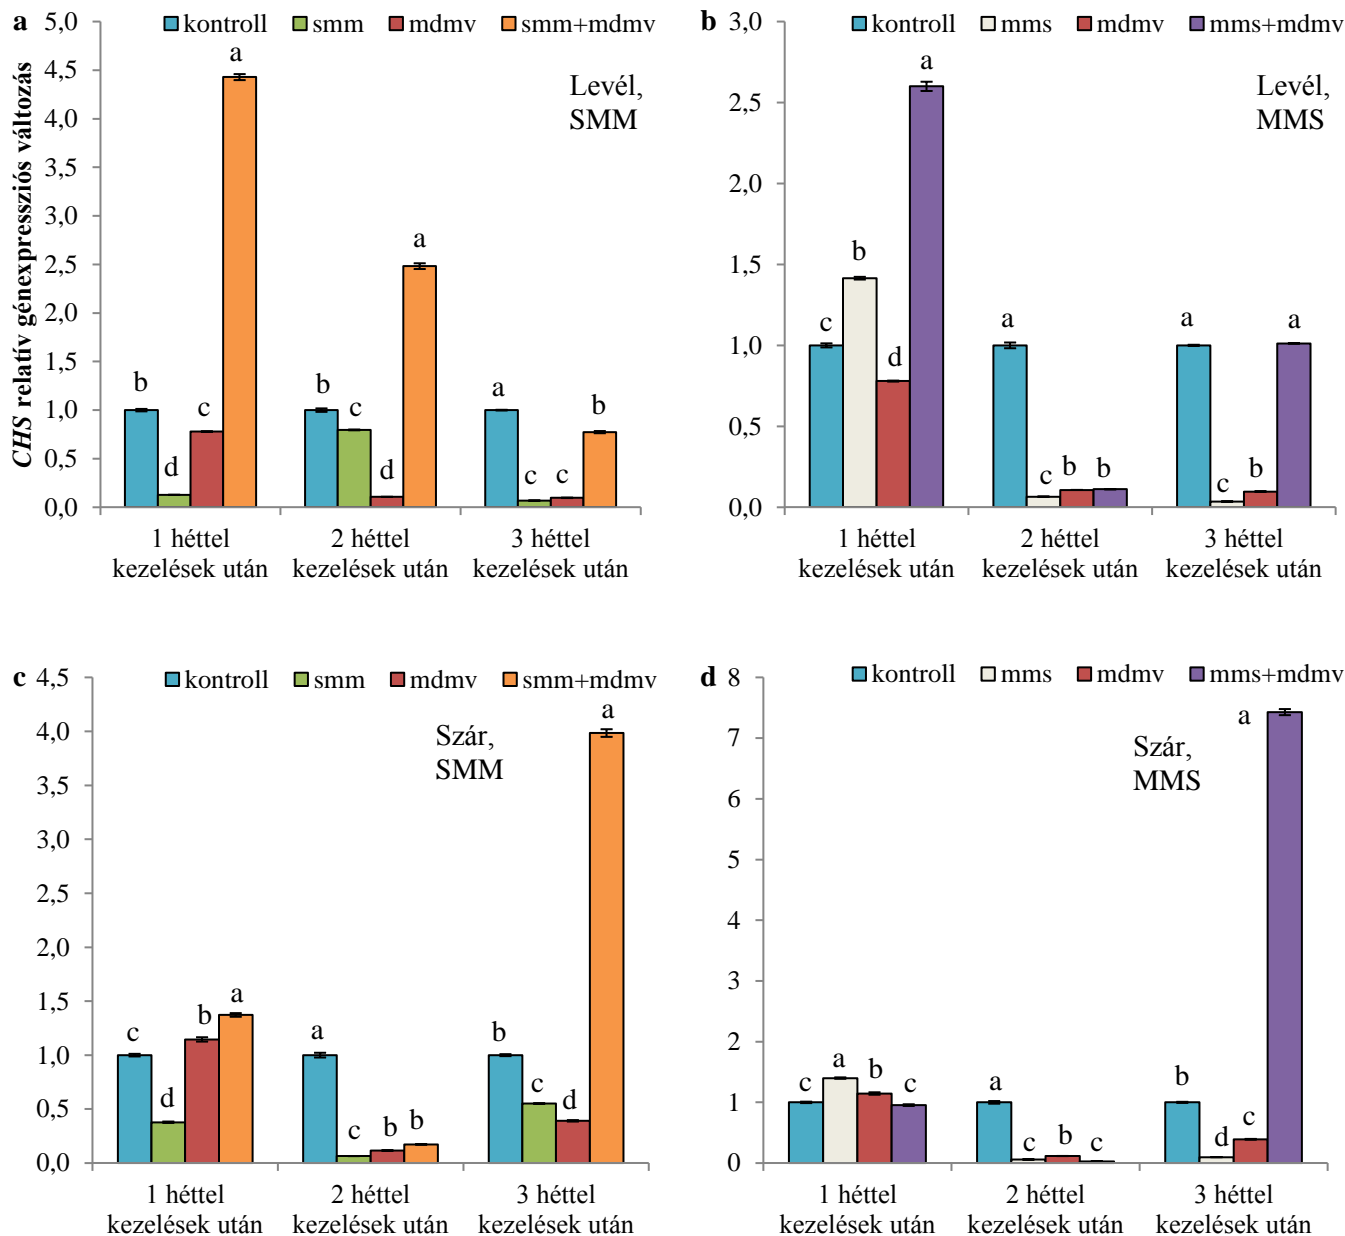 a
kontroll smm mdmv smm+mdmv
CHS relatív génexpressziós változás
5,0
4,5
4,0
3,5
3,0
2,5
2,0
1,5
1,0
0,5
0,0
Levél,
SMM
b d c a
b c d a
a c c b
1 héttel kezelések után
2 héttel kezelések után
3 héttel kezelések után
b
kontroll mms mdmv mms+mdmv
3,0
2,5
2,0
1,5
1,0
0,5
0,0
Levél,
MMS
c b d a
a c b b
a c b a
1 héttel kezelések után
2 héttel kezelések után
3 héttel kezelések után
c
kontroll smm mdmv smm+mdmv
4,5
4,0
3,5
3,0
2,5
2,0
1,5
1,0
0,5
0,0
Szár,
SMM
c d b a
a c b b
b c d a
1 héttel kezelések után
2 héttel kezelések után
3 héttel kezelések után
d
kontroll mms mdmv mms+mdmv
8
7
6
5
4
3
2
1
0
Szár,
MMS
c a b c
a c b c
b d c a
1 héttel kezelések után
2 héttel kezelések után
3 héttel kezelések után